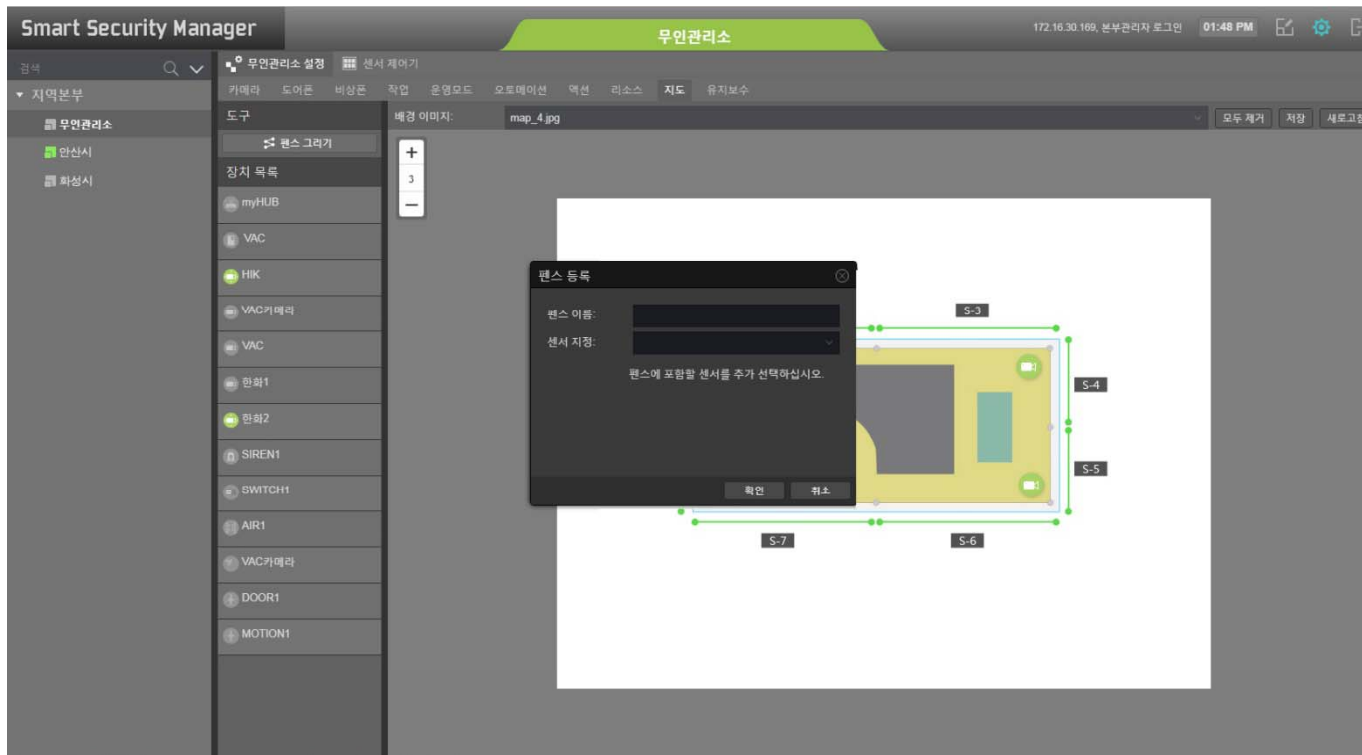 Smart Security Manager
무인관리소
172.16.30.169, 본부관리자 로그인
01:48 PM
검색
무인관리소 설정
센서 제어기
지역본부
카메라 도어폰 비상폰 작업 운영모드 오토메이션 액션 리소스 지도 유지보수
무인관리소
안산시
화성시
도구
펜스 그리기
장치 목록
배경 이미지:
map_4.jpg
모두 제거
저장
새로고침
+
3
−
myHUB
VAC
HIK
VAC카메라
VAC
한화1
한화2
SIREN1
SWITCH1
AIR1
VAC카메라
DOOR1
MOTION1
펜스 등록
펜스 이름:
센서 지정:
펜스에 포함할 센서를 추가 선택하십시오.
확인
취소
S-3
S-4
S-5
S-7
S-6